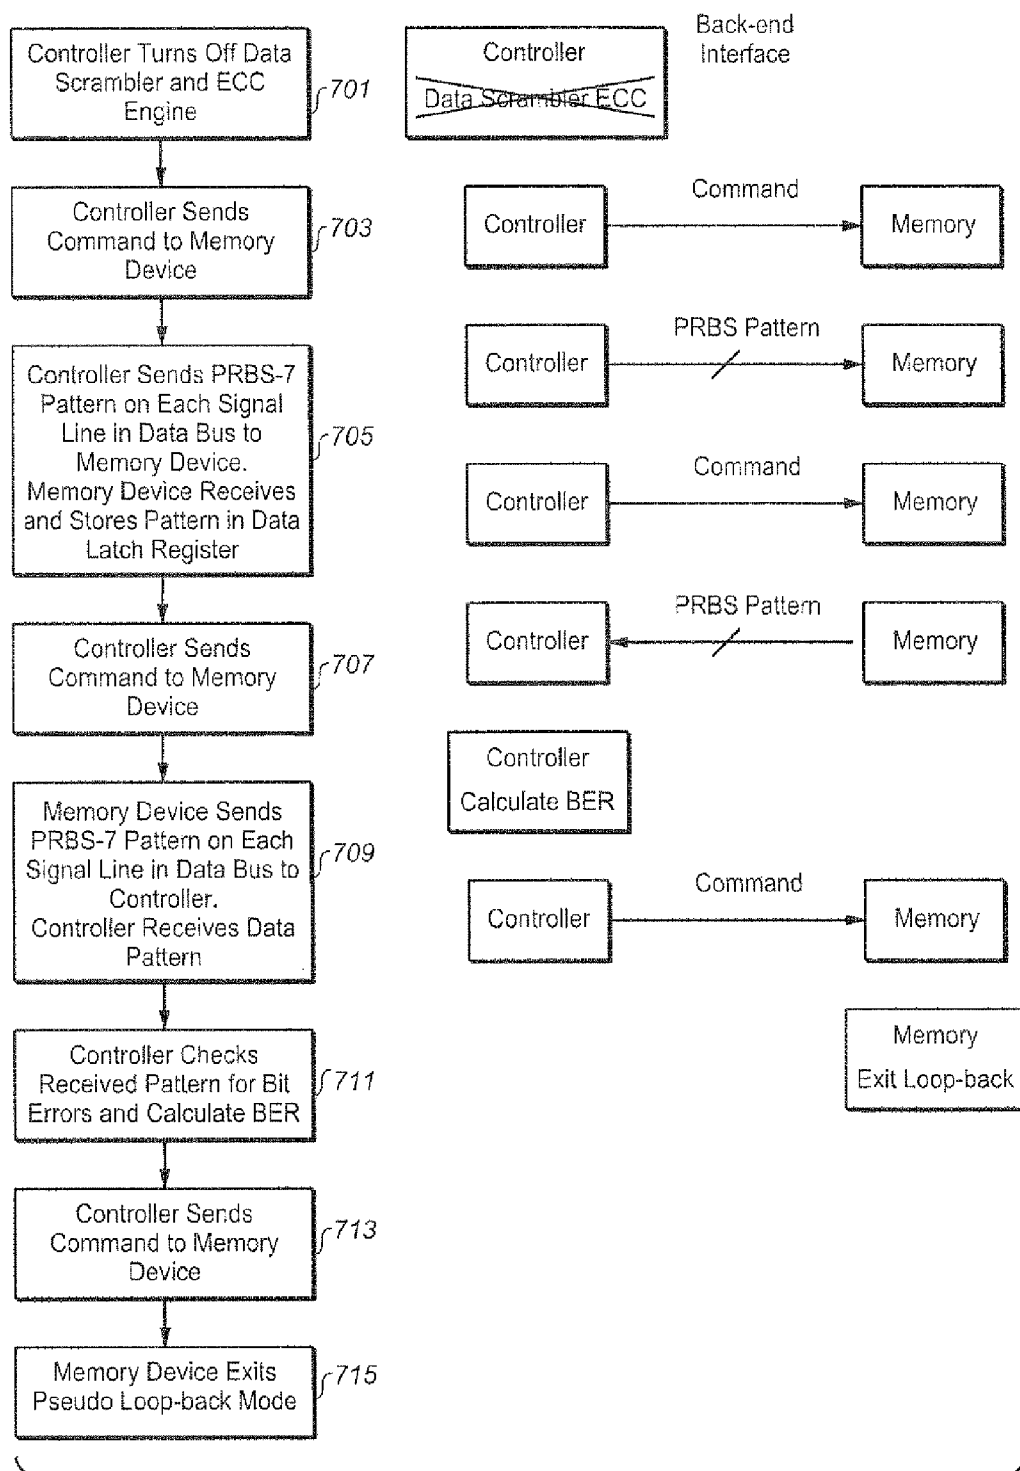 Controller Turns Off Data
Scrambler and ECC
Engine
701
Controller
Data Scrambler ECC
Back-end
Interface
Controller Sends
Command to Memory
Device
703
Controller
Command
Memory
Controller Sends PRBS-7
Pattern on Each Signal
Line in Data Bus to
Memory Device.
Memory Device Receives
and Stores Pattern in Data
Latch Register
705
Controller
PRBS Pattern
Memory
Controller
Command
Memory
Controller Sends
Command to Memory
Device
707
Controller
PRBS Pattern
Memory
Memory Device Sends
PRBS-7 Pattern on Each
Signal Line in Data Bus to
Controller.
Controller Receives Data
Pattern
709
Controller
Calculate BER
Controller
Command
Memory
Controller Checks
Received Pattern for Bit
Errors and Calculate BER
711
Memory
Exit Loop-back
Controller Sends
Command to Memory
Device
713
Memory Device Exits
Pseudo Loop-back Mode
715